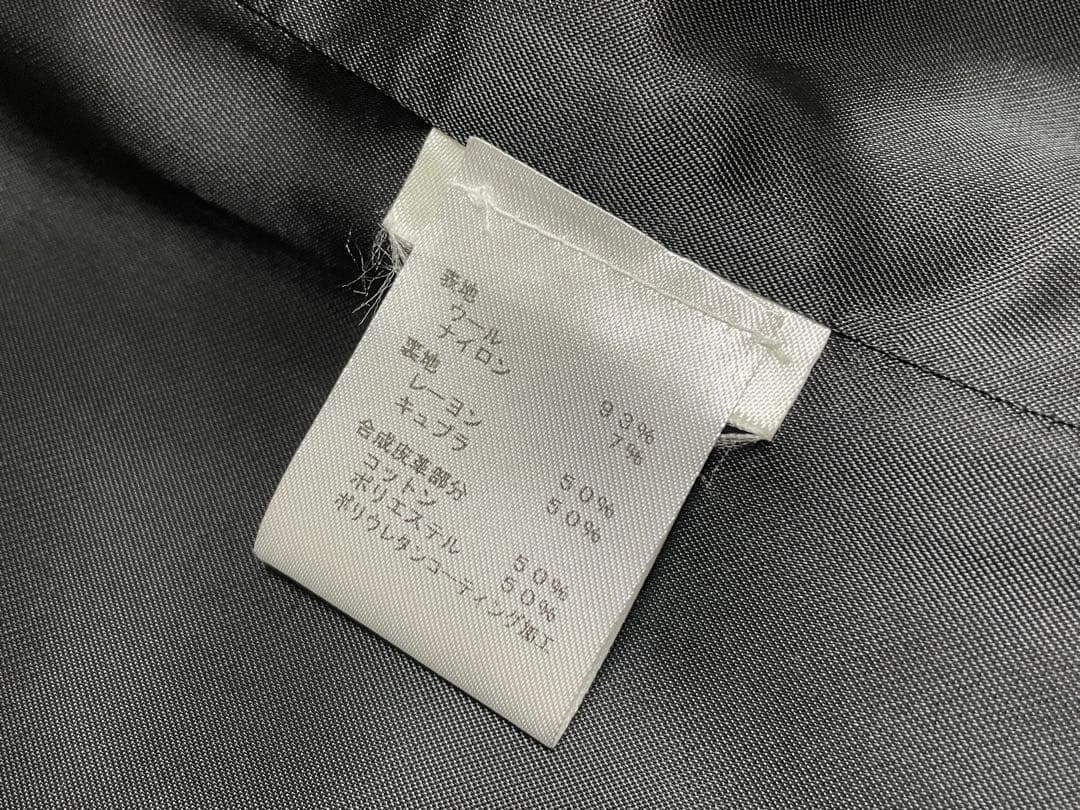 表地
ウール 93%
ナイロン 7%
裏地
レーヨン 50%
キュプラ 50%
合成皮革部分
コットン 50%
ポリエステル 50%
ポリウレタンコーティング加工